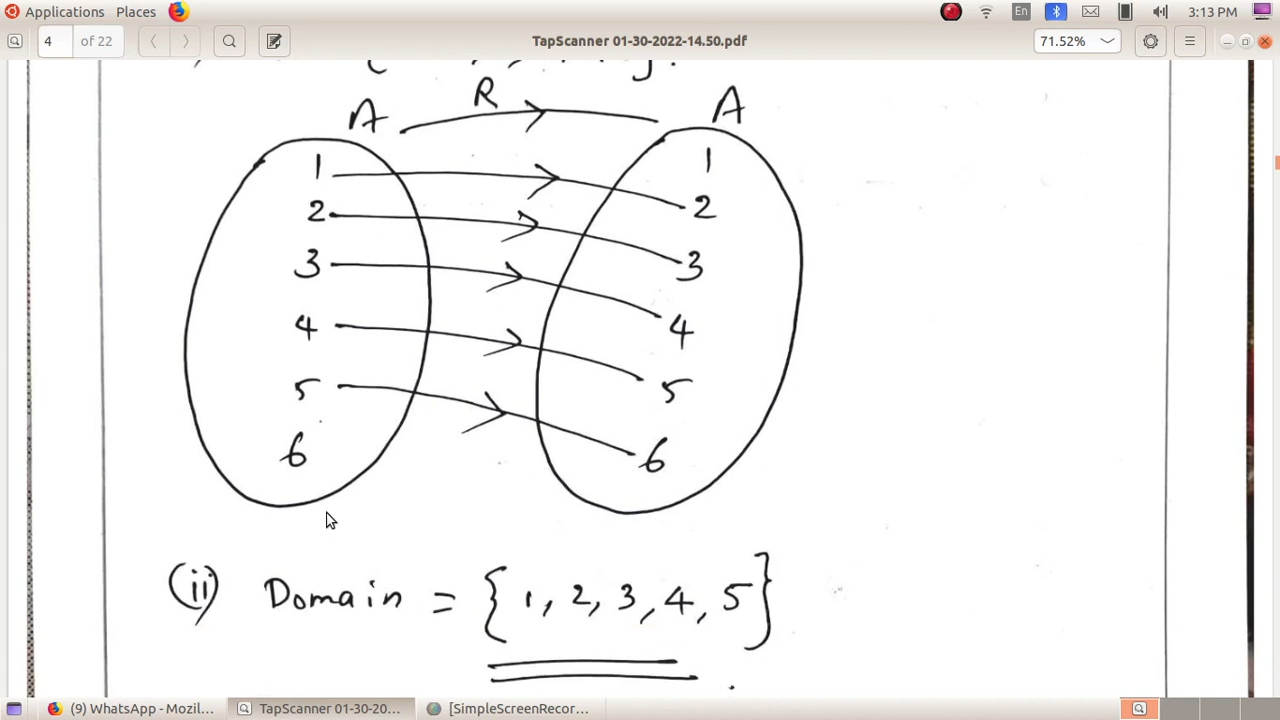 Applications Places En 3:13 PM
4 of 22 TapScanner 01-30-2022-14.50.pdf 71.52%
A R A
1 1
2 2
3 3
4 4
5 5
6 6
(ii) Domain = {1, 2, 3, 4, 5}
(9) WhatsApp - Mozil... TapScanner 01-30-20... [SimpleScreenRecor...